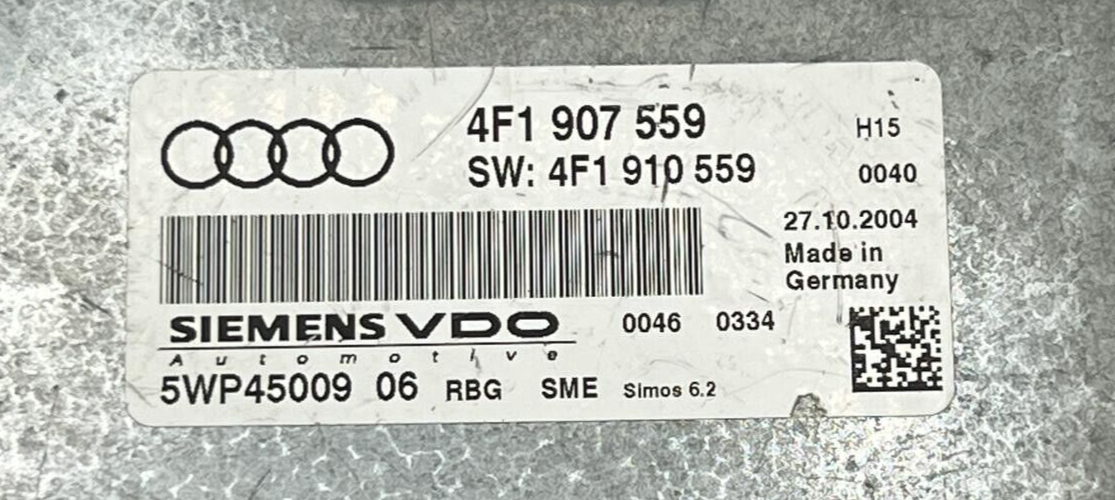 4F1 907 559
H15
SW: 4F1 910 559
0040
27.10.2004
Made in
Germany
SIEMENS VDO
Automotive
0046 0334
5WP45009 06 RBG SME Simos 6.2